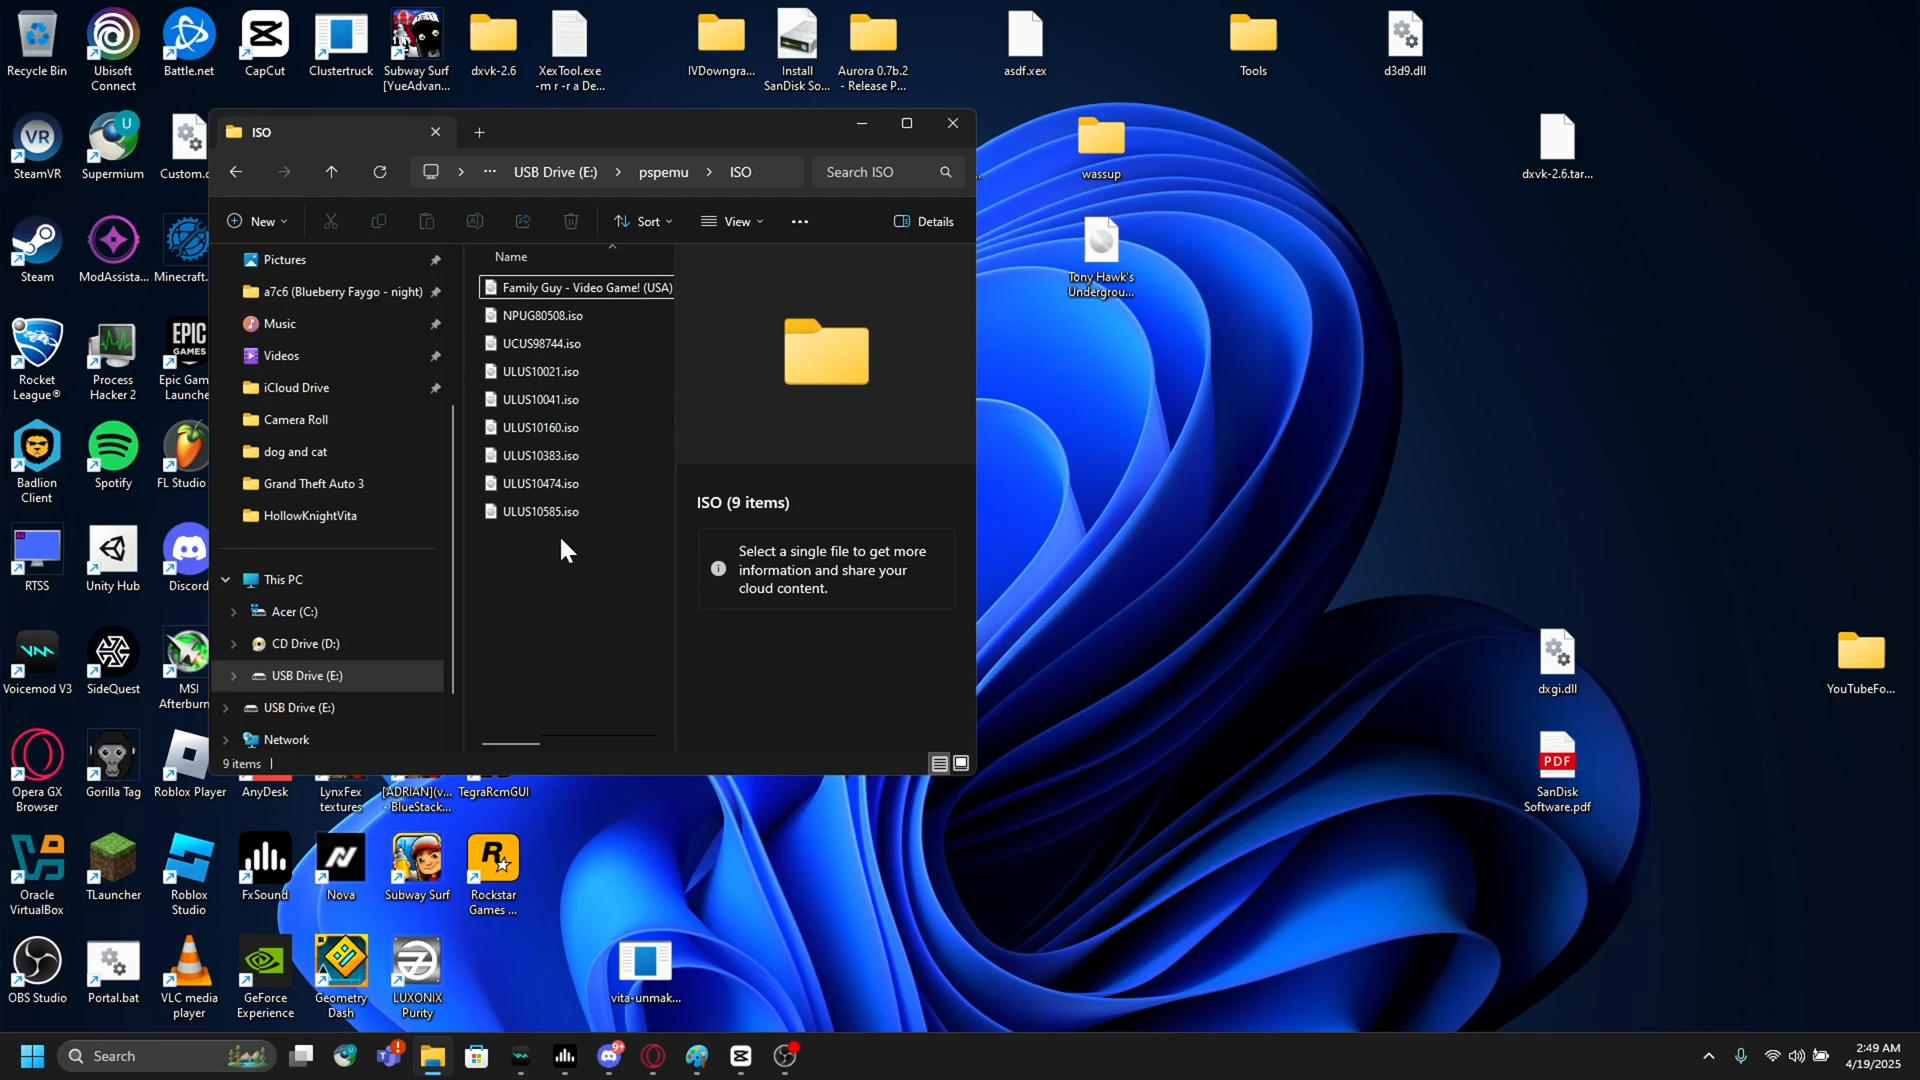 Recycle Bin
Ubisoft
Connect
Battle.net
CapCut
Clustertruck
Subway Surf
[YueAdvan...
dxvk-2.6
XexTool.exe
-m r -r a De...
IVDowngra...
Install
SanDisk So...
Aurora 0.7b.2
- Release P...
asdf.xex
Tools
d3d9.dll
SteamVR
Supermium
wassup
dxvk-2.6.tar...
ISO
USB Drive (E:)
pspemu
ISO
Search ISO
New
Sort
View
Details
Steam
ModAssista...
Minecraft.
Tony Hawk's
Undergrou...
Pictures
a7c6 (Blueberry Faygo - night)
Music
Videos
iCloud Drive
Camera Roll
dog and cat
Grand Theft Auto 3
HollowKnightVita
This PC
Acer (C:)
CD Drive (D:)
USB Drive (E:)
USB Drive (E:)
Network
Name
Family Guy - Video Game! (USA)
NPUG80508.iso
UCUS98744.iso
ULUS10021.iso
ULUS10041.iso
ULUS10160.iso
ULUS10383.iso
ULUS10474.iso
ULUS10585.iso
ISO (9 items)
Select a single file to get more
information and share your
cloud content.
9 items
Rocket
League®
Process
Hacker 2
EPIC
GAMES
Epic Gam
Launche
Badlion
Client
Spotify
FL Studio
RTSS
Unity Hub
Discord
Voicemod V3
SideQuest
MSI
Afterburn
dxgi.dll
YouTubeFo...
Opera GX
Browser
Gorilla Tag
Roblox Player
AnyDesk
LynxFex
textures
[ADRIAN](v...
- BlueStack...
TegraRcmGUI
PDF
SanDisk
Software.pdf
Oracle
VirtualBox
TLauncher
Roblox
Studio
FxSound
Nova
Subway Surf
Rockstar
Games ...
OBS Studio
Portal.bat
VLC media
player
GeForce
Experience
Geometry
Dash
LUXONIX
Purity
vita-unmak...
Search
9+
2:49 AM
4/19/2025